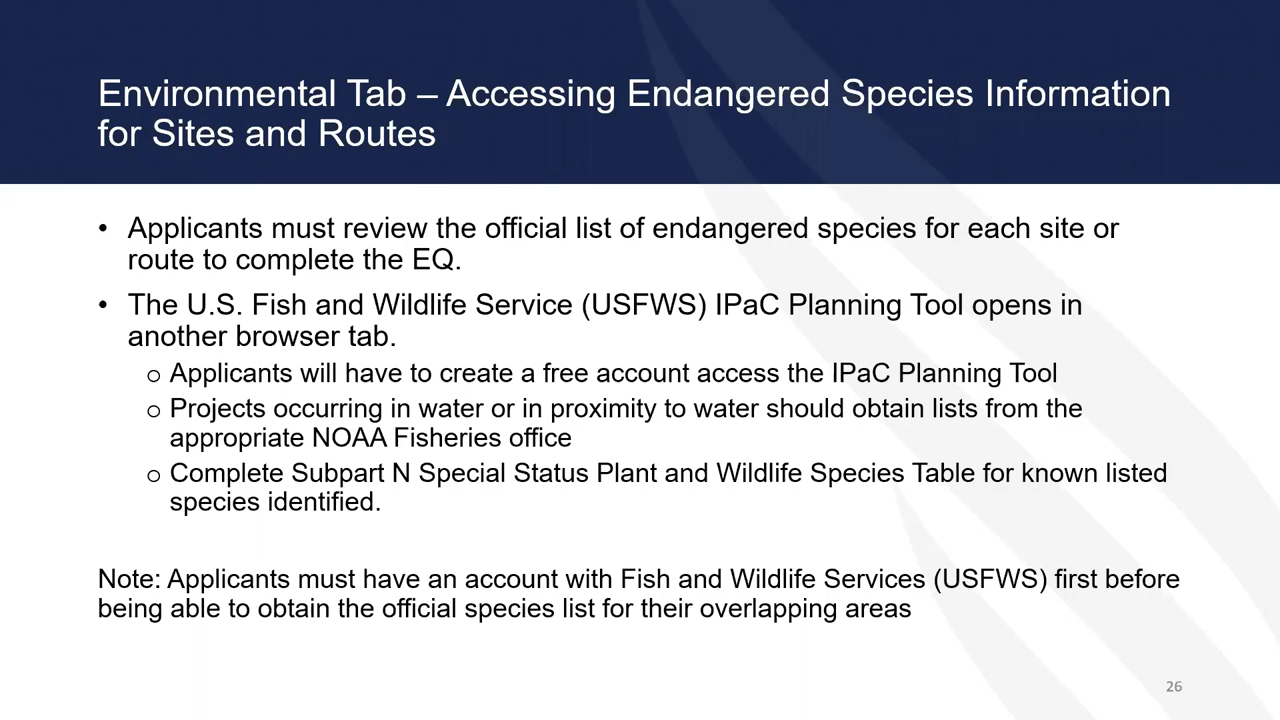 Environmental Tab – Accessing Endangered Species Information
for Sites and Routes
• Applicants must review the official list of endangered species for each site or
route to complete the EQ.
• The U.S. Fish and Wildlife Service (USFWS) IPaC Planning Tool opens in
another browser tab.
o Applicants will have to create a free account access the IPaC Planning Tool
o Projects occurring in water or in proximity to water should obtain lists from the
appropriate NOAA Fisheries office
o Complete Subpart N Special Status Plant and Wildlife Species Table for known listed
species identified.
Note: Applicants must have an account with Fish and Wildlife Services (USFWS) first before
being able to obtain the official species list for their overlapping areas
26